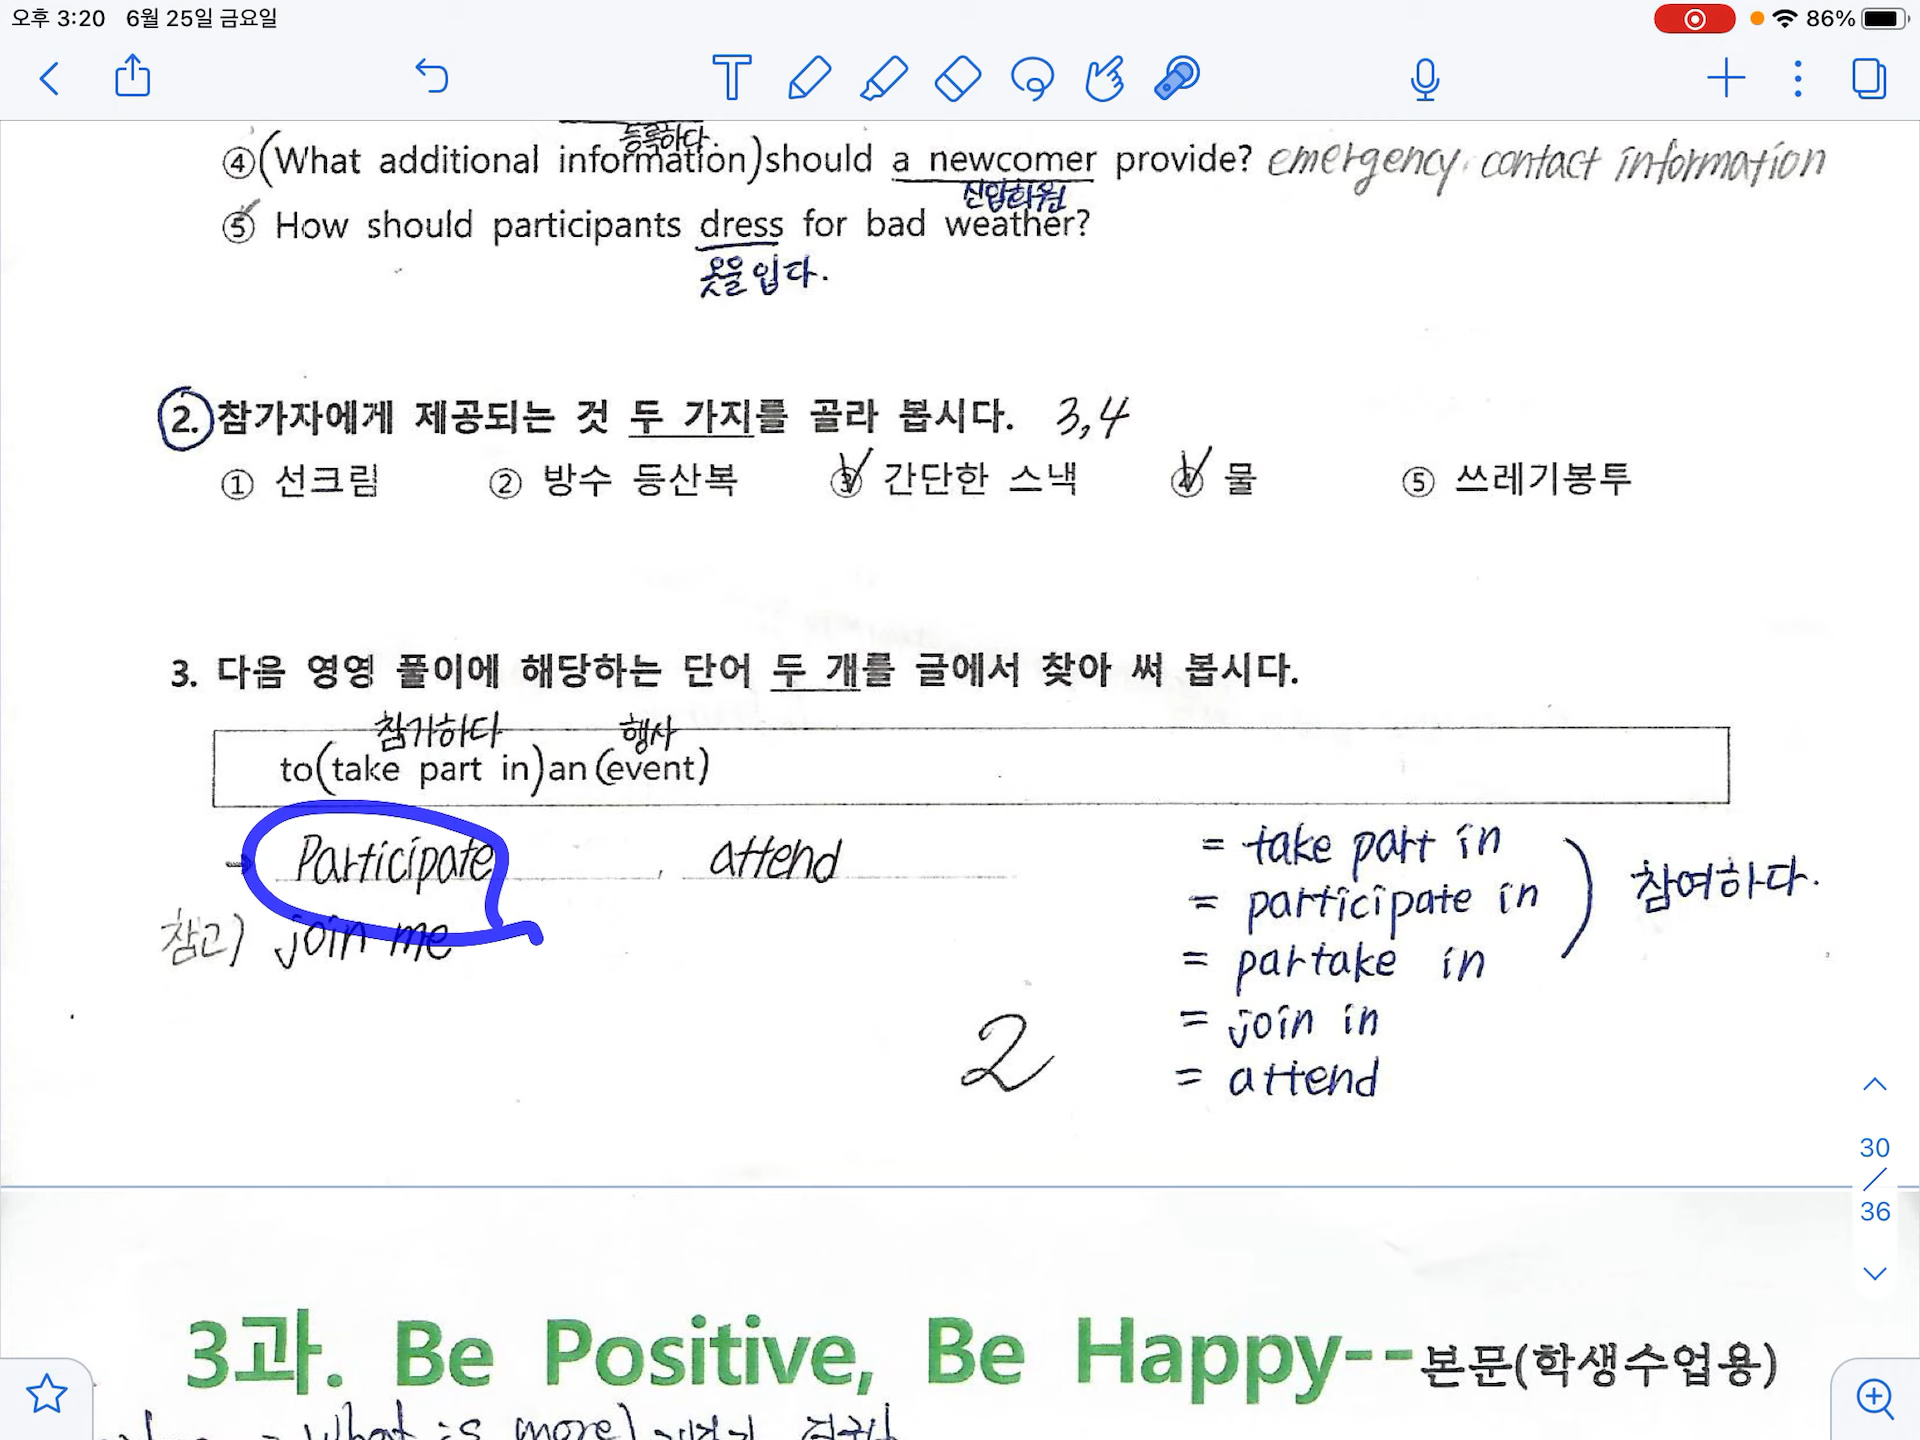 오후 3:20 6월 25일 금요일 86%
등록하다.
④(What additional information)should a newcomer provide? emergency contact information
신입회원
⑤ How should participants dress for bad weather?
옷을 입다.
2. 참가자에게 제공되는 것 두 가지를 골라 봅시다. 3,4
① 선크림 ② 방수 등산복 ③ 간단한 스낵 ④ 물 ⑤ 쓰레기봉투
3. 다음 영영 풀이에 해당하는 단어 두 개를 글에서 찾아 써 봅시다.
참가하다 행사
to(take part in)an(event)
→ Participate , attend
참고) join me
= take part in
= participate in
= partake in
= join in
= attend
참여하다.
2
30
/
36
3과. Be Positive, Be Happy--본문(학생수업용)
= what is more)